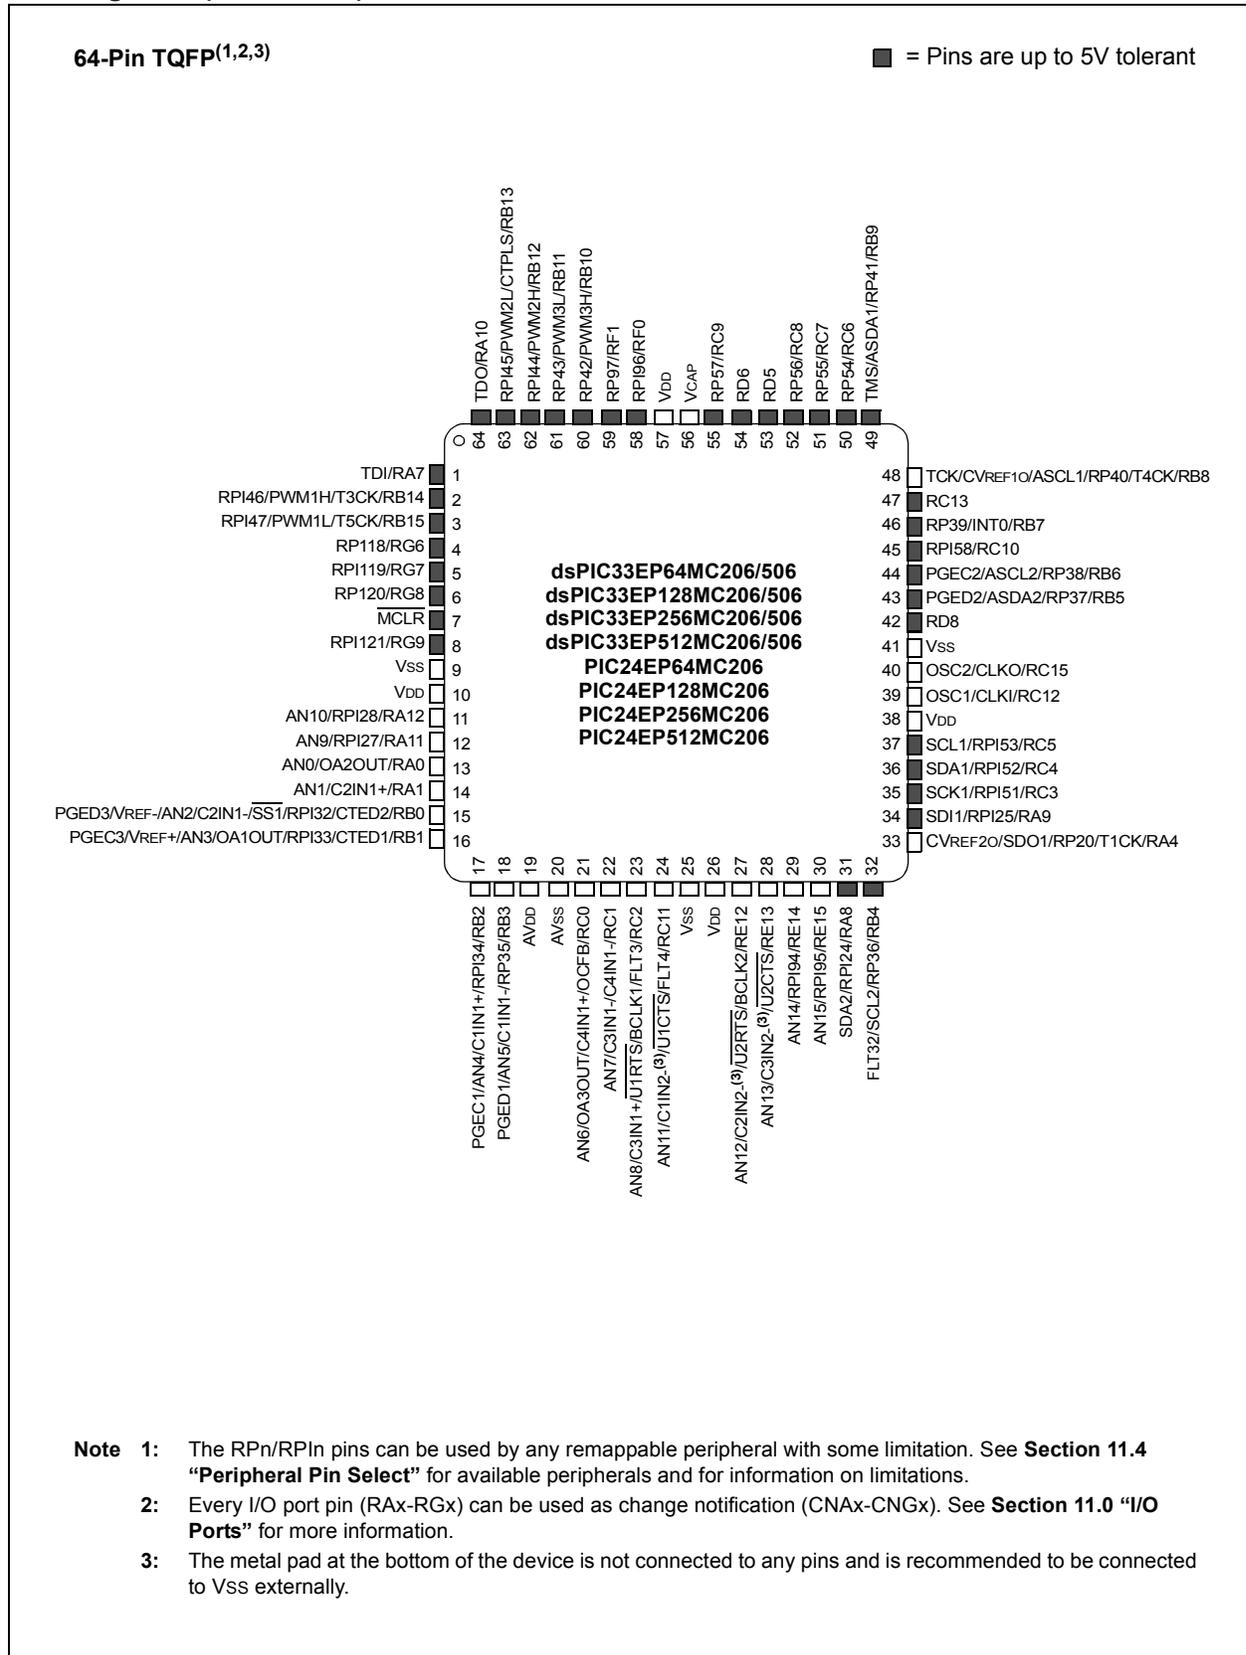 64-Pin TQFP(1,2,3)
= Pins are up to 5V tolerant
TDO/RA10
RPI45/PWM2L/CTPLS/RB13
RPI44/PWM2H/RB12
RP43/PWM3L/RB11
RP42/PWM3H/RB10
RP97/RF1
RPI96/RF0
VDD
VCAP
RP57/RC9
RD6
RD5
RP56/RC8
RP55/RC7
RP54/RC6
TMS/ASDA1/RP41/RB9
64 63 62 61 60 59 58 57 56 55 54 53 52 51 50 49
TDI/RA7 1
RPI46/PWM1H/T3CK/RB14 2
RPI47/PWM1L/T5CK/RB15 3
RP118/RG6 4
RPI119/RG7 5
RP120/RG8 6
MCLR 7
RPI121/RG9 8
VSS 9
VDD 10
AN10/RPI28/RA12 11
AN9/RPI27/RA11 12
AN0/OA2OUT/RA0 13
AN1/C2IN1+/RA1 14
PGED3/VREF-/AN2/C2IN1-/SS1/RPI32/CTED2/RB0 15
PGEC3/VREF+/AN3/OA1OUT/RPI33/CTED1/RB1 16
dsPIC33EP64MC206/506
dsPIC33EP128MC206/506
dsPIC33EP256MC206/506
dsPIC33EP512MC206/506
PIC24EP64MC206
PIC24EP128MC206
PIC24EP256MC206
PIC24EP512MC206
48 TCK/CVREF1O/ASCL1/RP40/T4CK/RB8
47 RC13
46 RP39/INT0/RB7
45 RPI58/RC10
44 PGEC2/ASCL2/RP38/RB6
43 PGED2/ASDA2/RP37/RB5
42 RD8
41 VSS
40 OSC2/CLKO/RC15
39 OSC1/CLKI/RC12
38 VDD
37 SCL1/RPI53/RC5
36 SDA1/RPI52/RC4
35 SCK1/RPI51/RC3
34 SDI1/RPI25/RA9
33 CVREF2O/SDO1/RP20/T1CK/RA4
17 18 19 20 21 22 23 24 25 26 27 28 29 30 31 32
PGEC1/AN4/C1IN1+/RPI34/RB2
PGED1/AN5/C1IN1-/RP35/RB3
AVDD
AVSS
AN6/OA3OUT/C4IN1+/OCFB/RC0
AN7/C3IN1-/C4IN1-/RC1
AN8/C3IN1+/U1RTS/BCLK1/FLT3/RC2
AN11/C1IN2-(3)/U1CTS/FLT4/RC11
VSS
VDD
AN12/C2IN2-(3)/U2RTS/BCLK2/RE12
AN13/C3IN2-(3)/U2CTS/RE13
AN14/RPI94/RE14
AN15/RPI95/RE15
SDA2/RPI24/RA8
FLT32/SCL2/RP36/RB4
Note 1: The RPn/RPIn pins can be used by any remappable peripheral with some limitation. See Section 11.4
“Peripheral Pin Select” for available peripherals and for information on limitations.
2: Every I/O port pin (RAx-RGx) can be used as change notification (CNAx-CNGx). See Section 11.0 “I/O
Ports” for more information.
3: The metal pad at the bottom of the device is not connected to any pins and is recommended to be connected
to VSS externally.